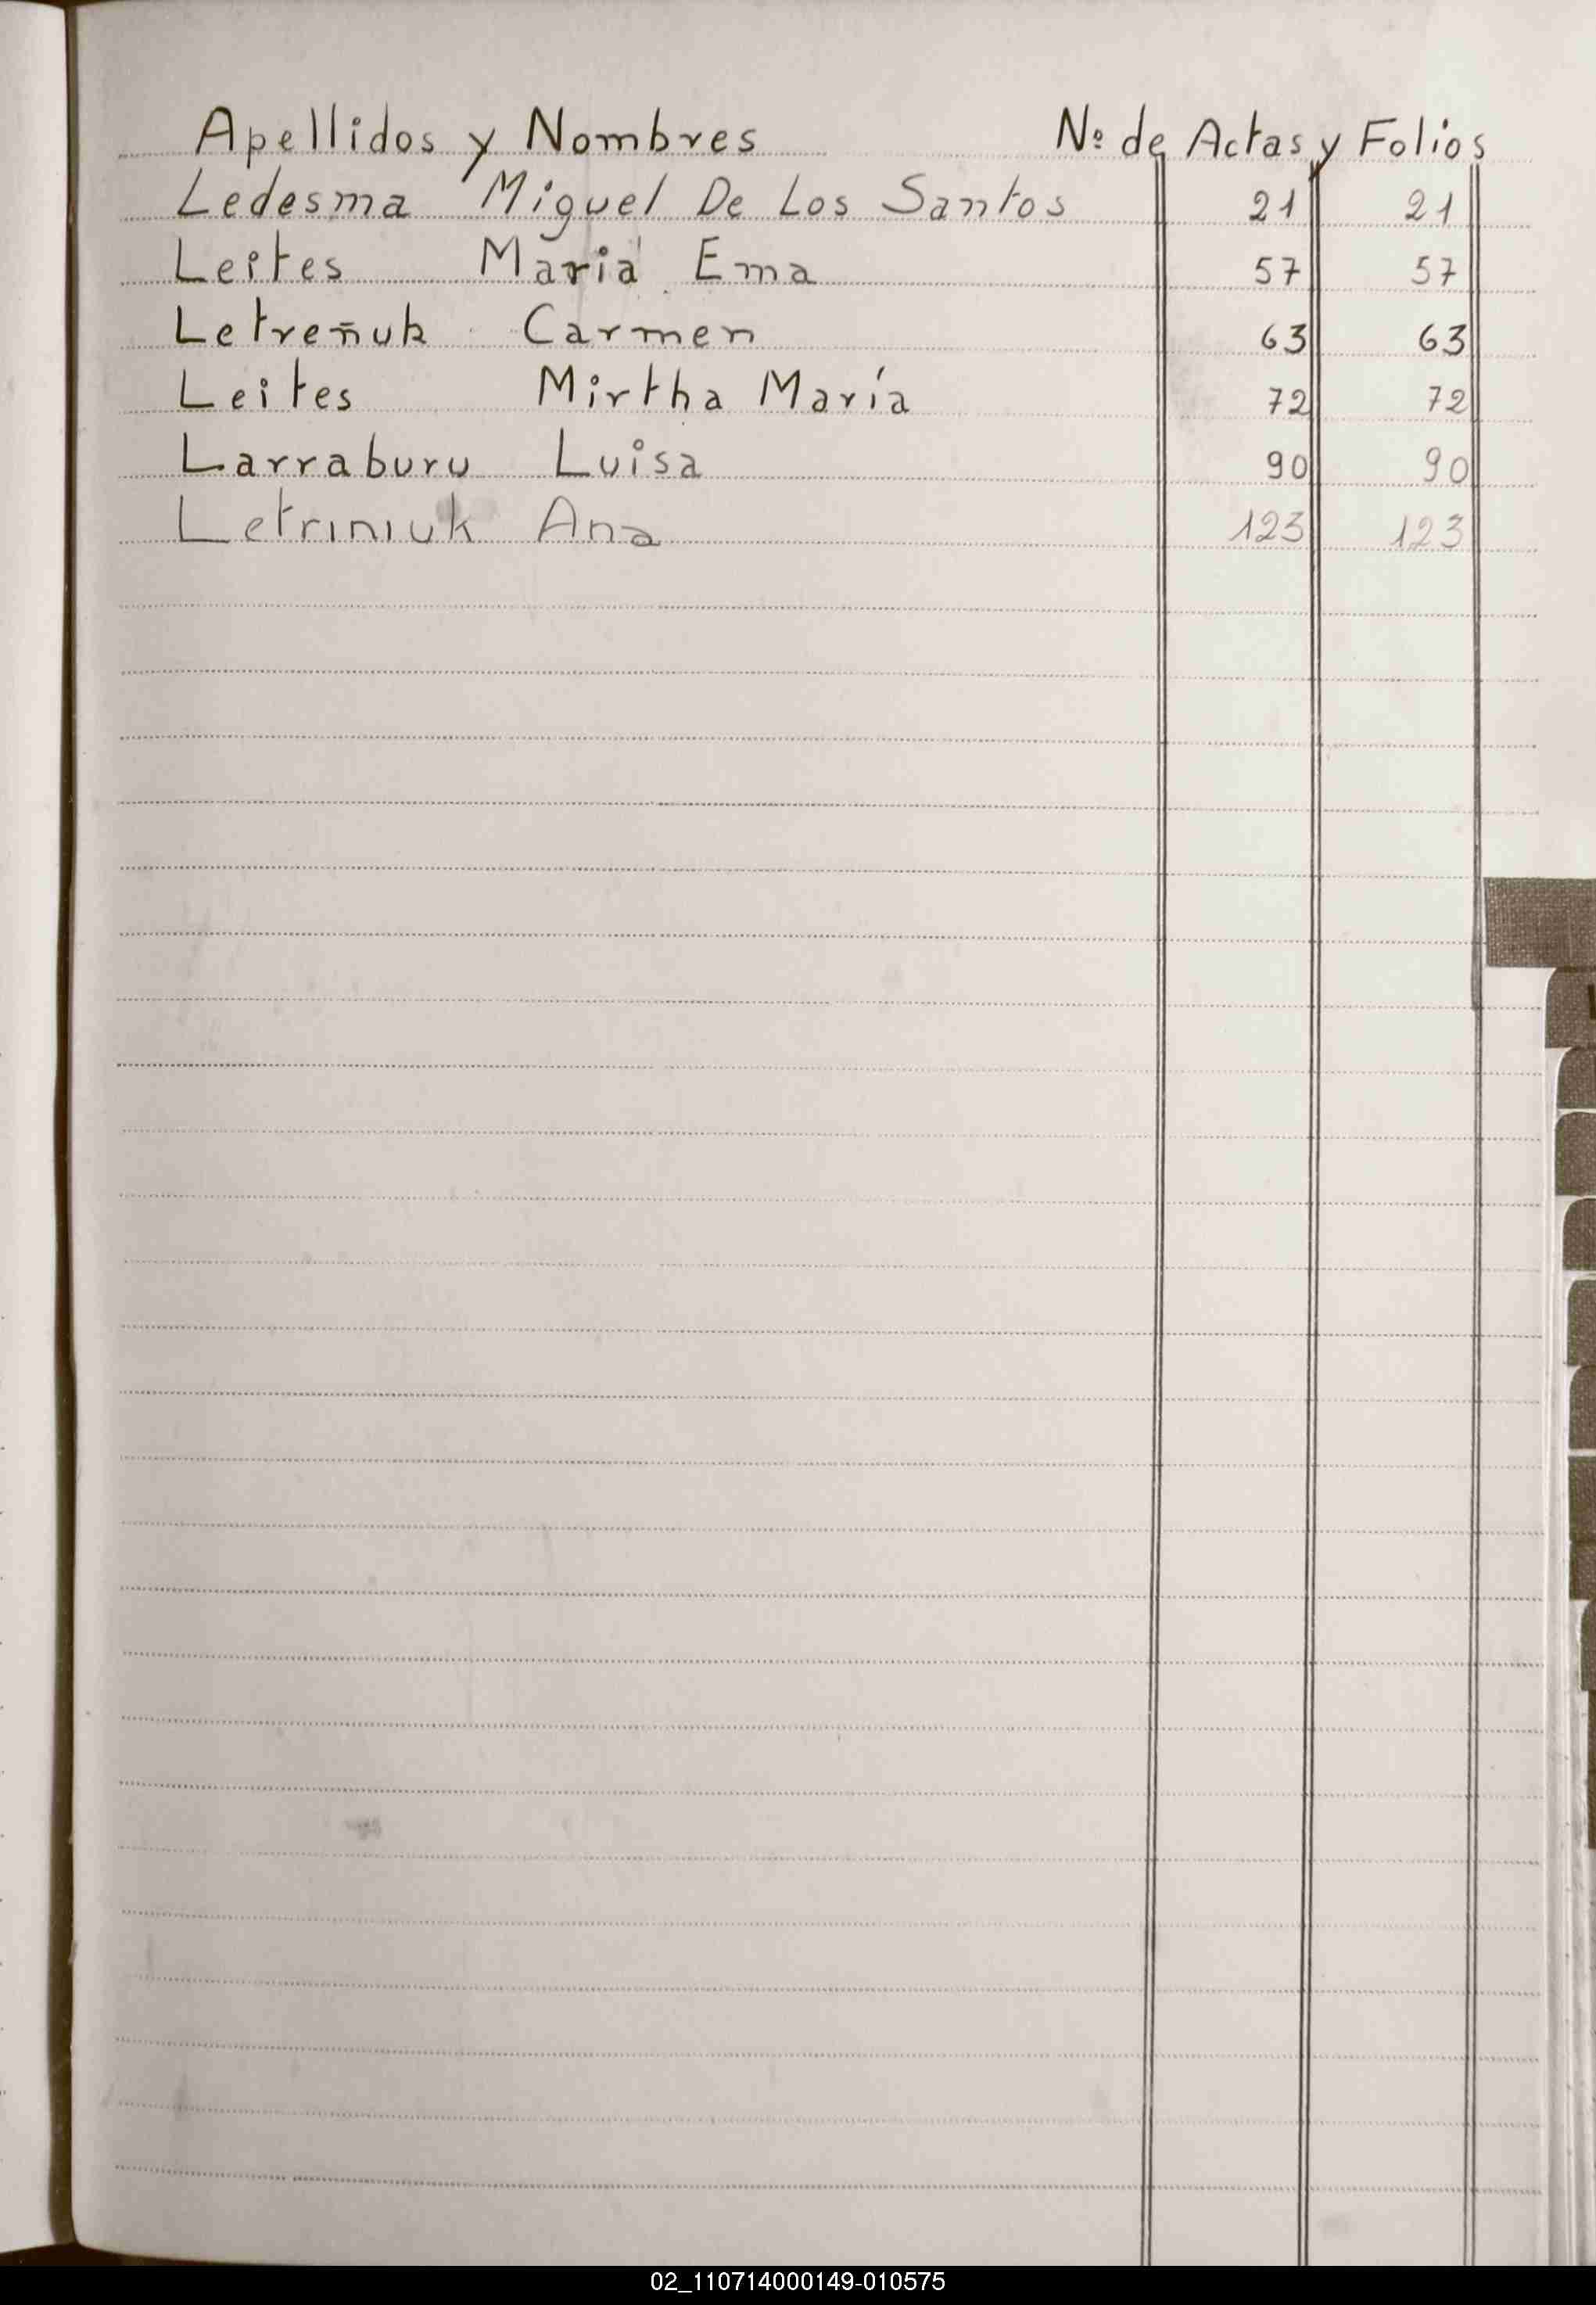 Apellidos y Nombres Nº de Actas y Folios
Ledesma Miguel De Los Santos 21 21
Leites María Ema 57 57
Letreñuk Carmen 63 63
Leites Mirtha María 72 72
Larraburu Luisa 90 90
Letriniuk Ana 123 123
02_110714000149-010575